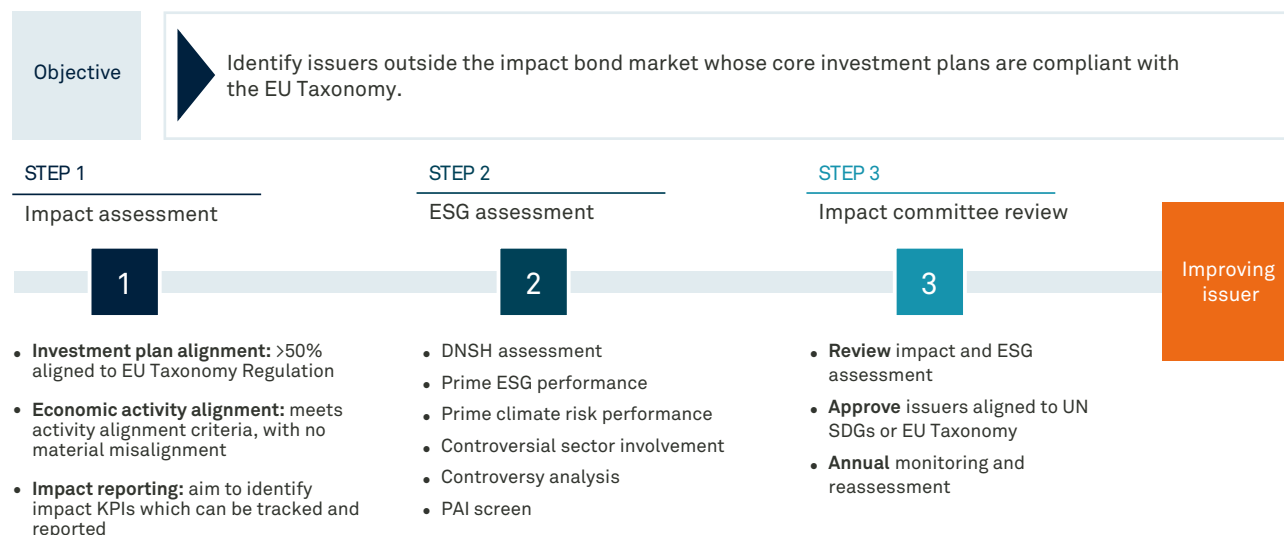 Objective
Identify issuers outside the impact bond market whose core investment plans are compliant with
the EU Taxonomy.
STEP 1
Impact assessment
1
• Investment plan alignment: >50%
aligned to EU Taxonomy Regulation
• Economic activity alignment: meets
activity alignment criteria, with no
material misalignment
• Impact reporting: aim to identify
impact KPIs which can be tracked and
reported
STEP 2
ESG assessment
2
• DNSH assessment
• Prime ESG performance
• Prime climate risk performance
• Controversial sector involvement
• Controversy analysis
• PAI screen
STEP 3
Impact committee review
3
• Review impact and ESG
assessment
• Approve issuers aligned to UN
SDGs or EU Taxonomy
• Annual monitoring and
reassessment
Improving
issuer